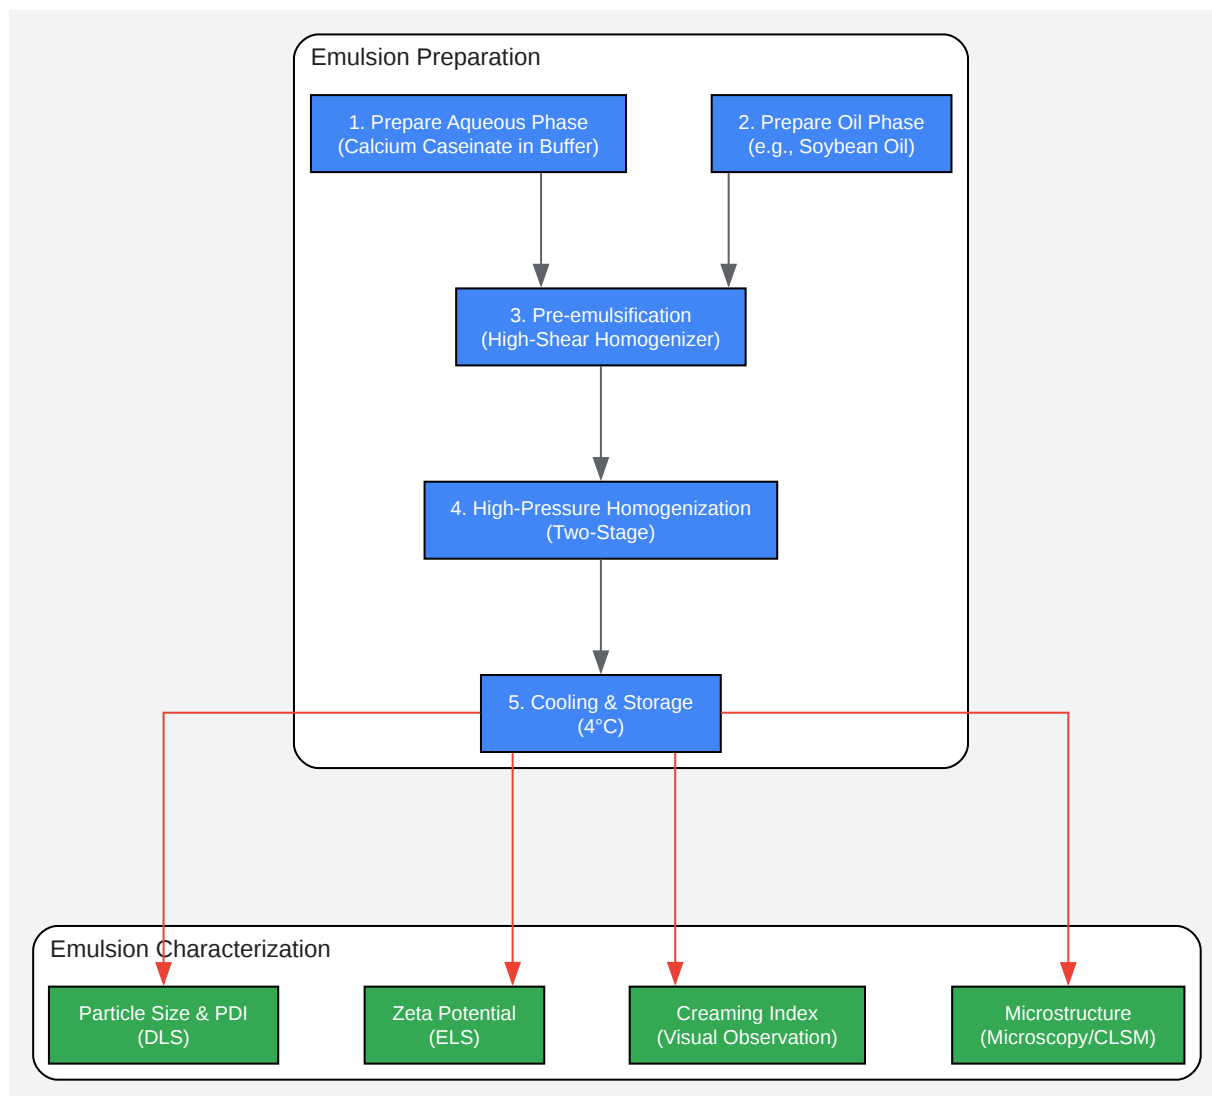 Emulsion Preparation
1. Prepare Aqueous Phase
(Calcium Caseinate in Buffer)
2. Prepare Oil Phase
(e.g., Soybean Oil)
3. Pre-emulsification
(High-Shear Homogenizer)
4. High-Pressure Homogenization
(Two-Stage)
5. Cooling & Storage
(4°C)
Emulsion Characterization
Particle Size & PDI
(DLS)
Zeta Potential
(ELS)
Creaming Index
(Visual Observation)
Microstructure
(Microscopy/CLSM)